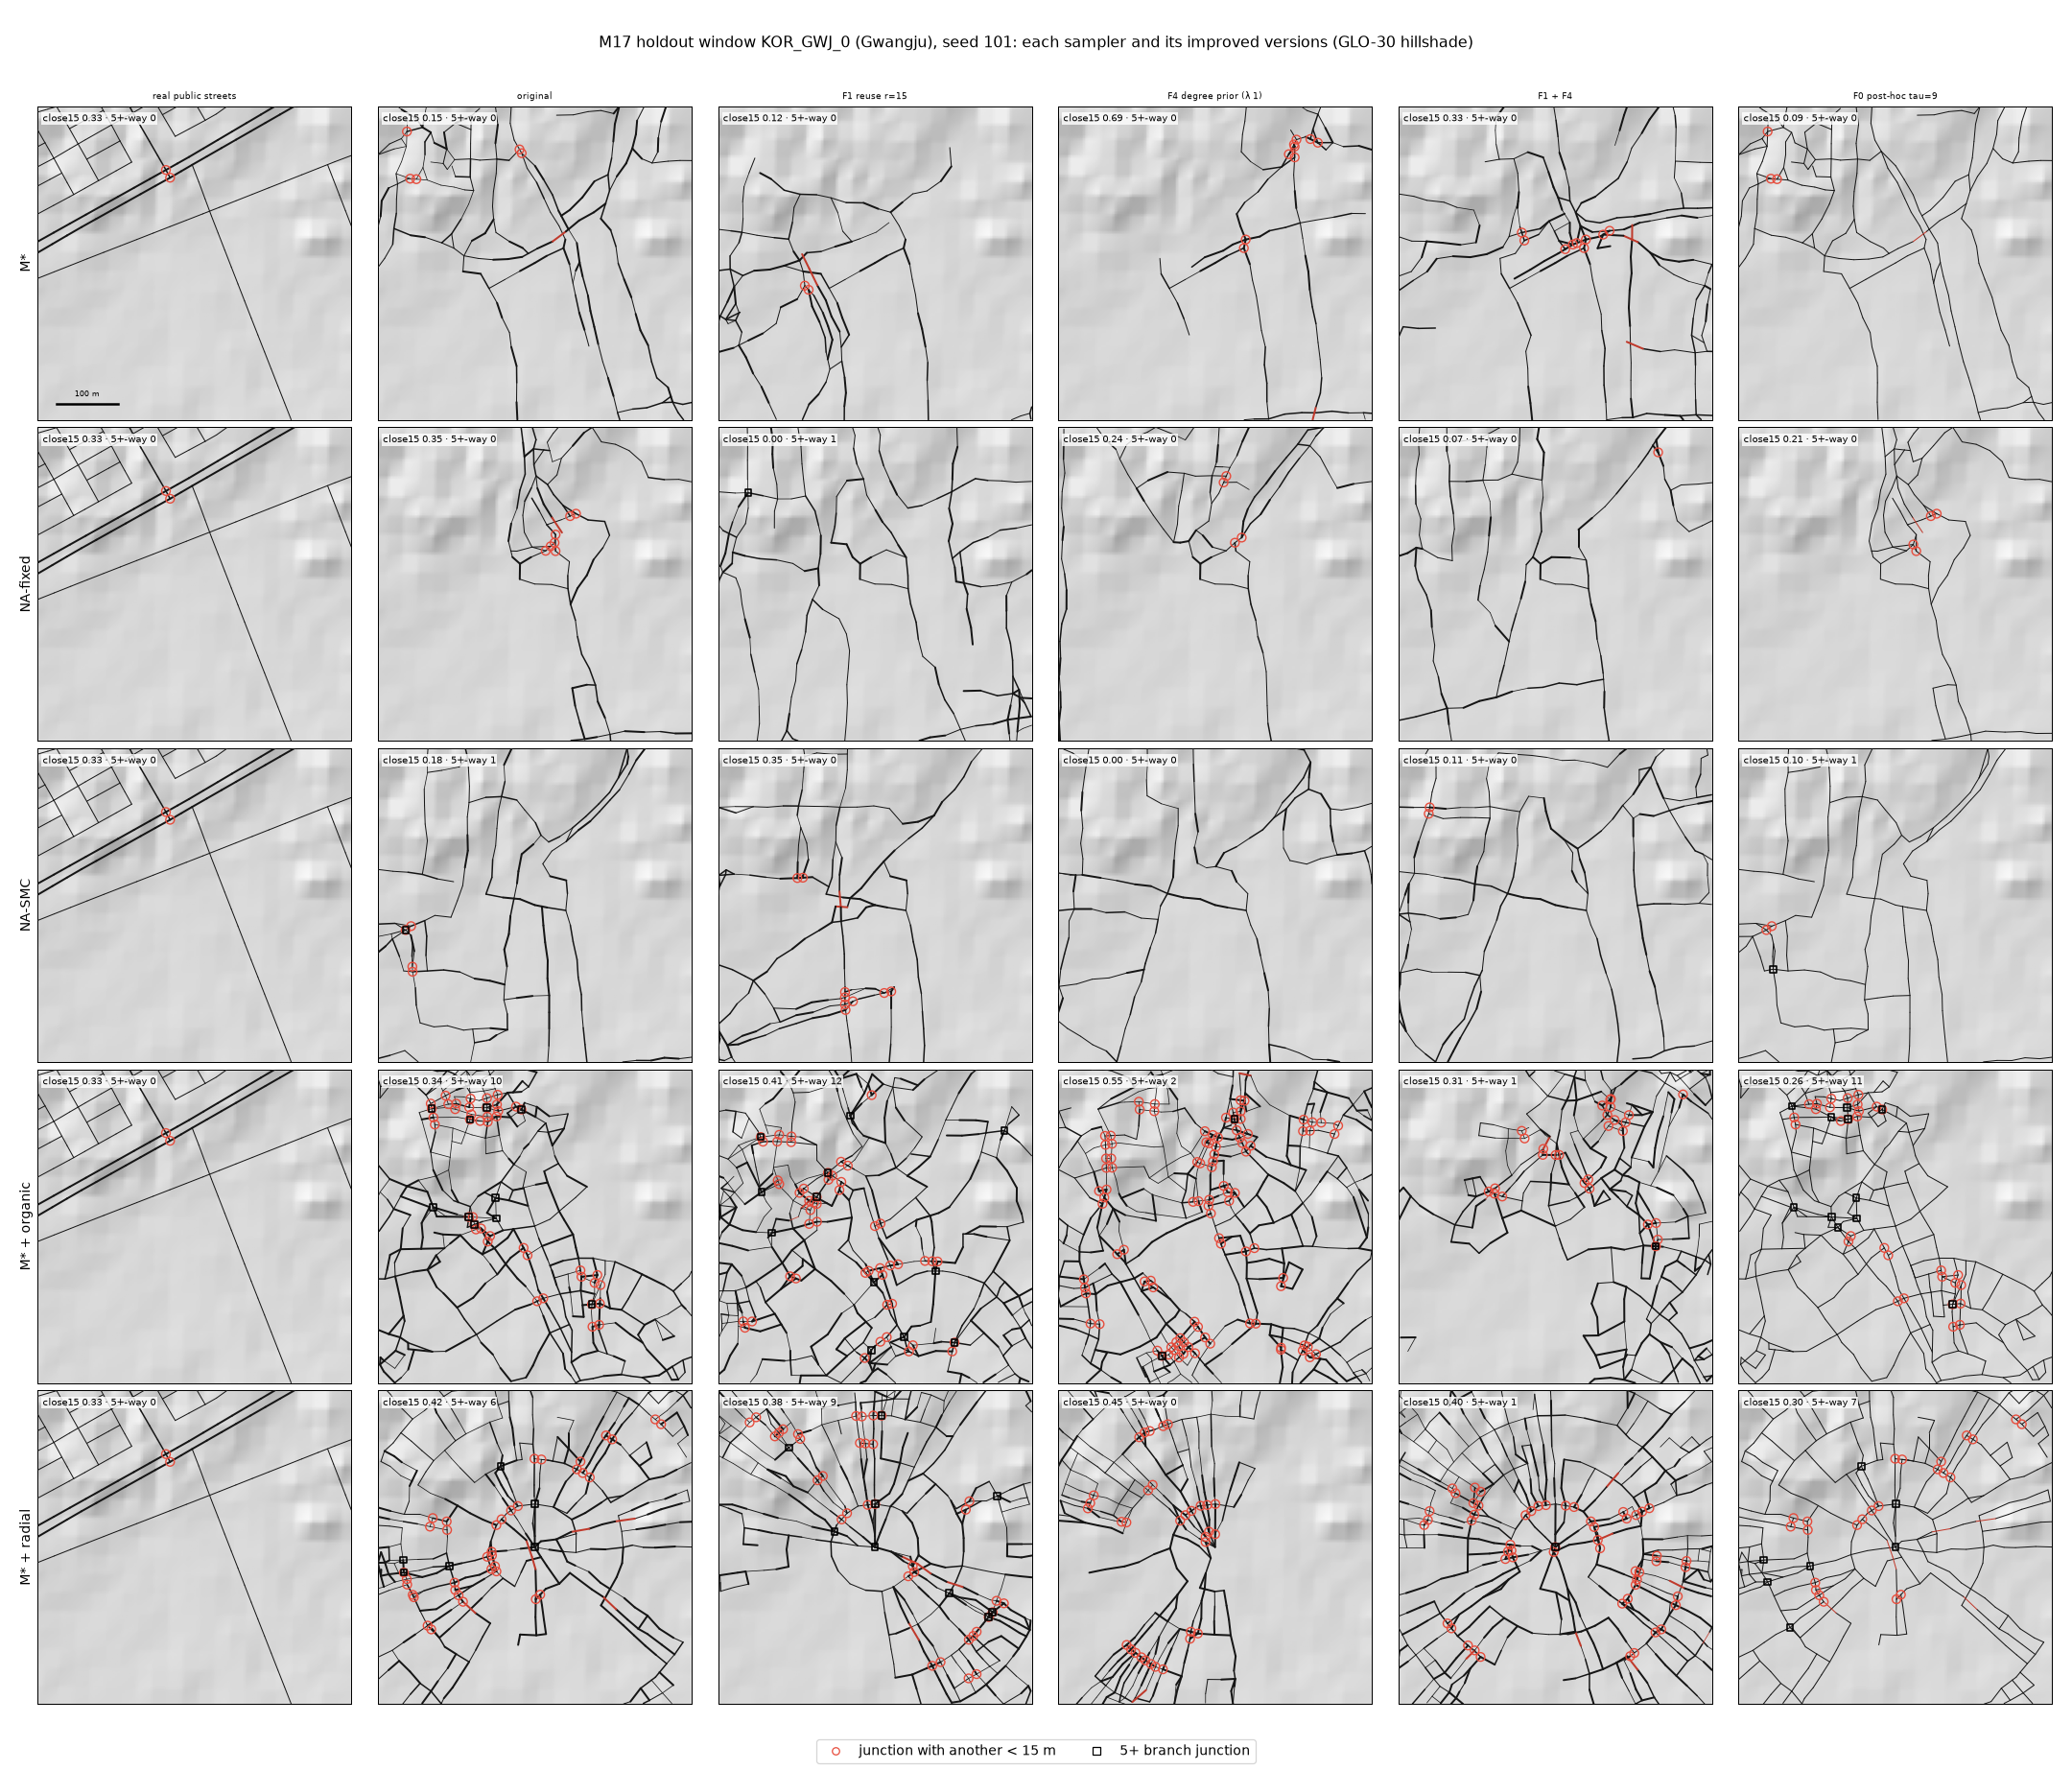 M17 holdout window KOR_GWJ_0 (Gwangju), seed 101: each sampler and its improved versions (GLO-30 hillshade)
real public streets
original
F1 reuse r=15
F4 degree prior (λ 1)
F1 + F4
F0 post-hoc tau=9
M*
close15 0.33 · 5+-way 0
100 m
close15 0.15 · 5+-way 0
close15 0.12 · 5+-way 0
close15 0.69 · 5+-way 0
close15 0.33 · 5+-way 0
close15 0.09 · 5+-way 0
NA-fixed
close15 0.33 · 5+-way 0
close15 0.35 · 5+-way 0
close15 0.00 · 5+-way 1
close15 0.24 · 5+-way 0
close15 0.07 · 5+-way 0
close15 0.21 · 5+-way 0
NA-SMC
close15 0.33 · 5+-way 0
close15 0.18 · 5+-way 1
close15 0.35 · 5+-way 0
close15 0.00 · 5+-way 0
close15 0.11 · 5+-way 0
close15 0.10 · 5+-way 1
M* + organic
close15 0.33 · 5+-way 0
close15 0.34 · 5+-way 10
close15 0.41 · 5+-way 12
close15 0.55 · 5+-way 2
close15 0.31 · 5+-way 1
close15 0.26 · 5+-way 11
M* + radial
close15 0.33 · 5+-way 0
close15 0.42 · 5+-way 6
close15 0.38 · 5+-way 9
close15 0.45 · 5+-way 0
close15 0.40 · 5+-way 1
close15 0.30 · 5+-way 7
junction with another < 15 m
5+ branch junction